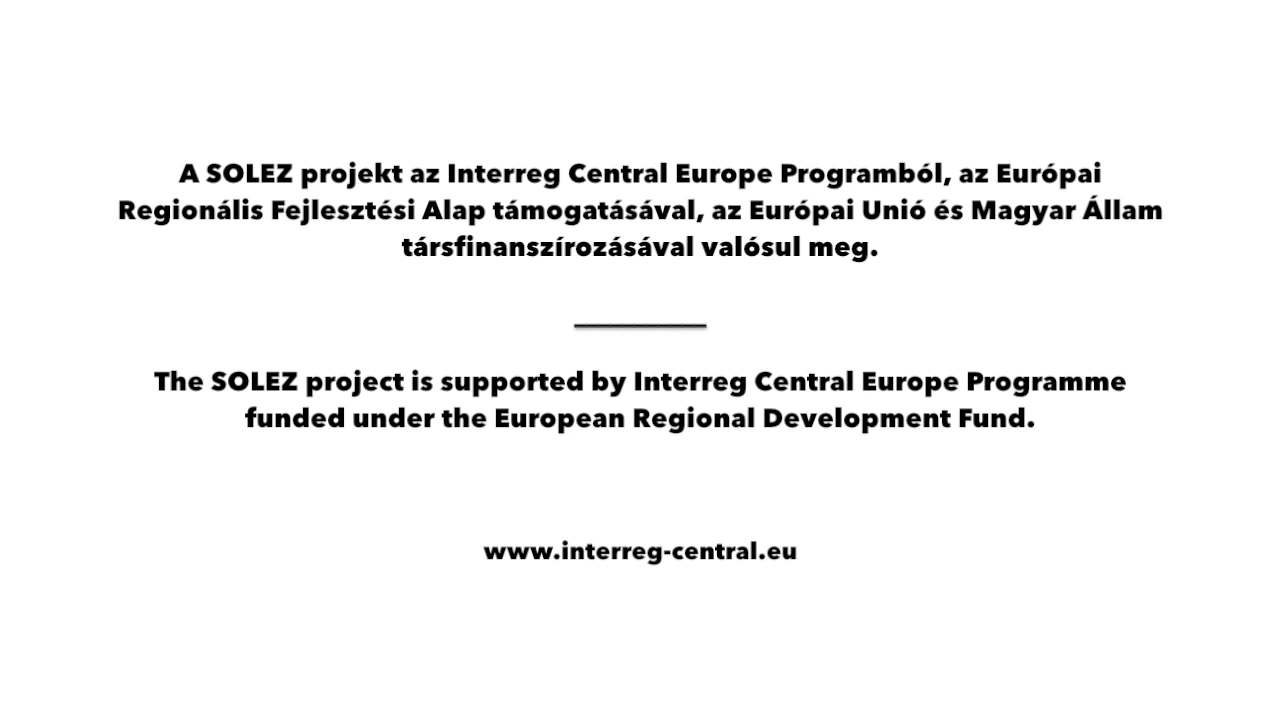 A SOLEZ projekt az Interreg Central Europe Programból, az Európai
Regionális Fejlesztési Alap támogatásával, az Európai Unió és Magyar Állam
társfinanszírozásával valósul meg.
The SOLEZ project is supported by Interreg Central Europe Programme
funded under the European Regional Development Fund.
www.interreg-central.eu